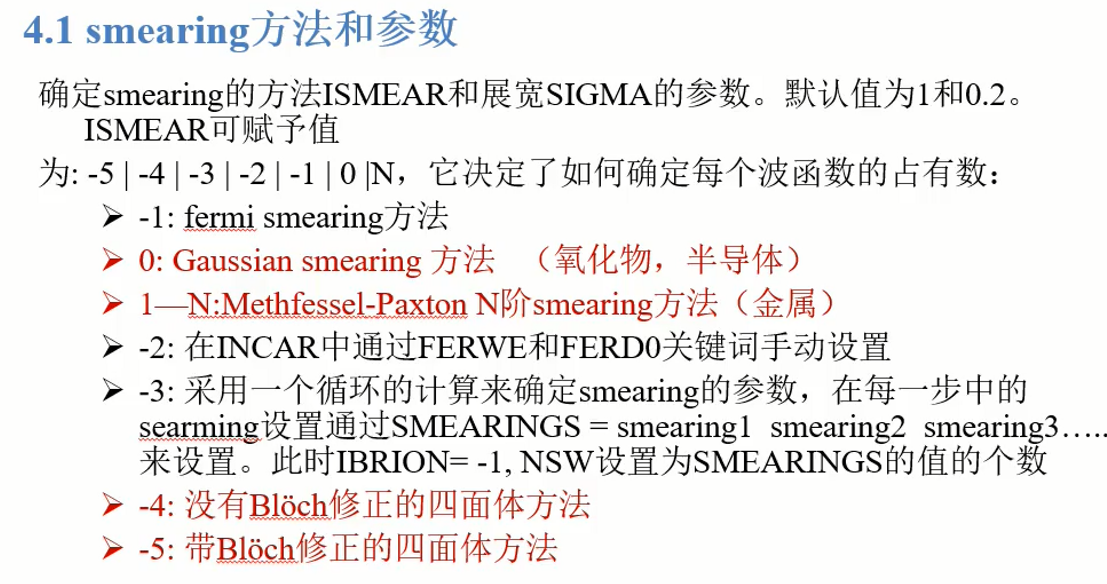 4.1 smearing方法和参数
确定smearing的方法ISMEAR和展宽SIGMA的参数。默认值为1和0.2。
ISMEAR可赋予值
为: -5 | -4 | -3 | -2 | -1 | 0 |N，它决定了如何确定每个波函数的占有数：
➢ -1: fermi smearing方法
➢ 0: Gaussian smearing 方法 （氧化物，半导体）
➢ 1—N:Methfessel-Paxton N阶smearing方法（金属）
➢ -2: 在INCAR中通过FERWE和FERD0关键词手动设置
➢ -3: 采用一个循环的计算来确定smearing的参数，在每一步中的
searming设置通过SMEARINGS = smearing1 smearing2 smearing3…..
来设置。此时IBRION= -1, NSW设置为SMEARINGS的值的个数
➢ -4: 没有Blöch修正的四面体方法
➢ -5: 带Blöch修正的四面体方法